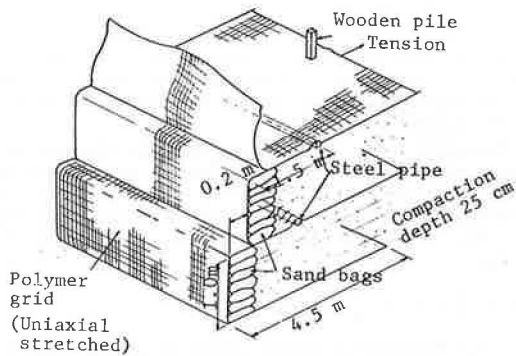 Wooden pile
Tension
0.2 m
1.5 m
Steel pipe
Compaction
depth 25 cm
Sand bags
4.5 m
Polymer
grid
(Uniaxial
stretched)